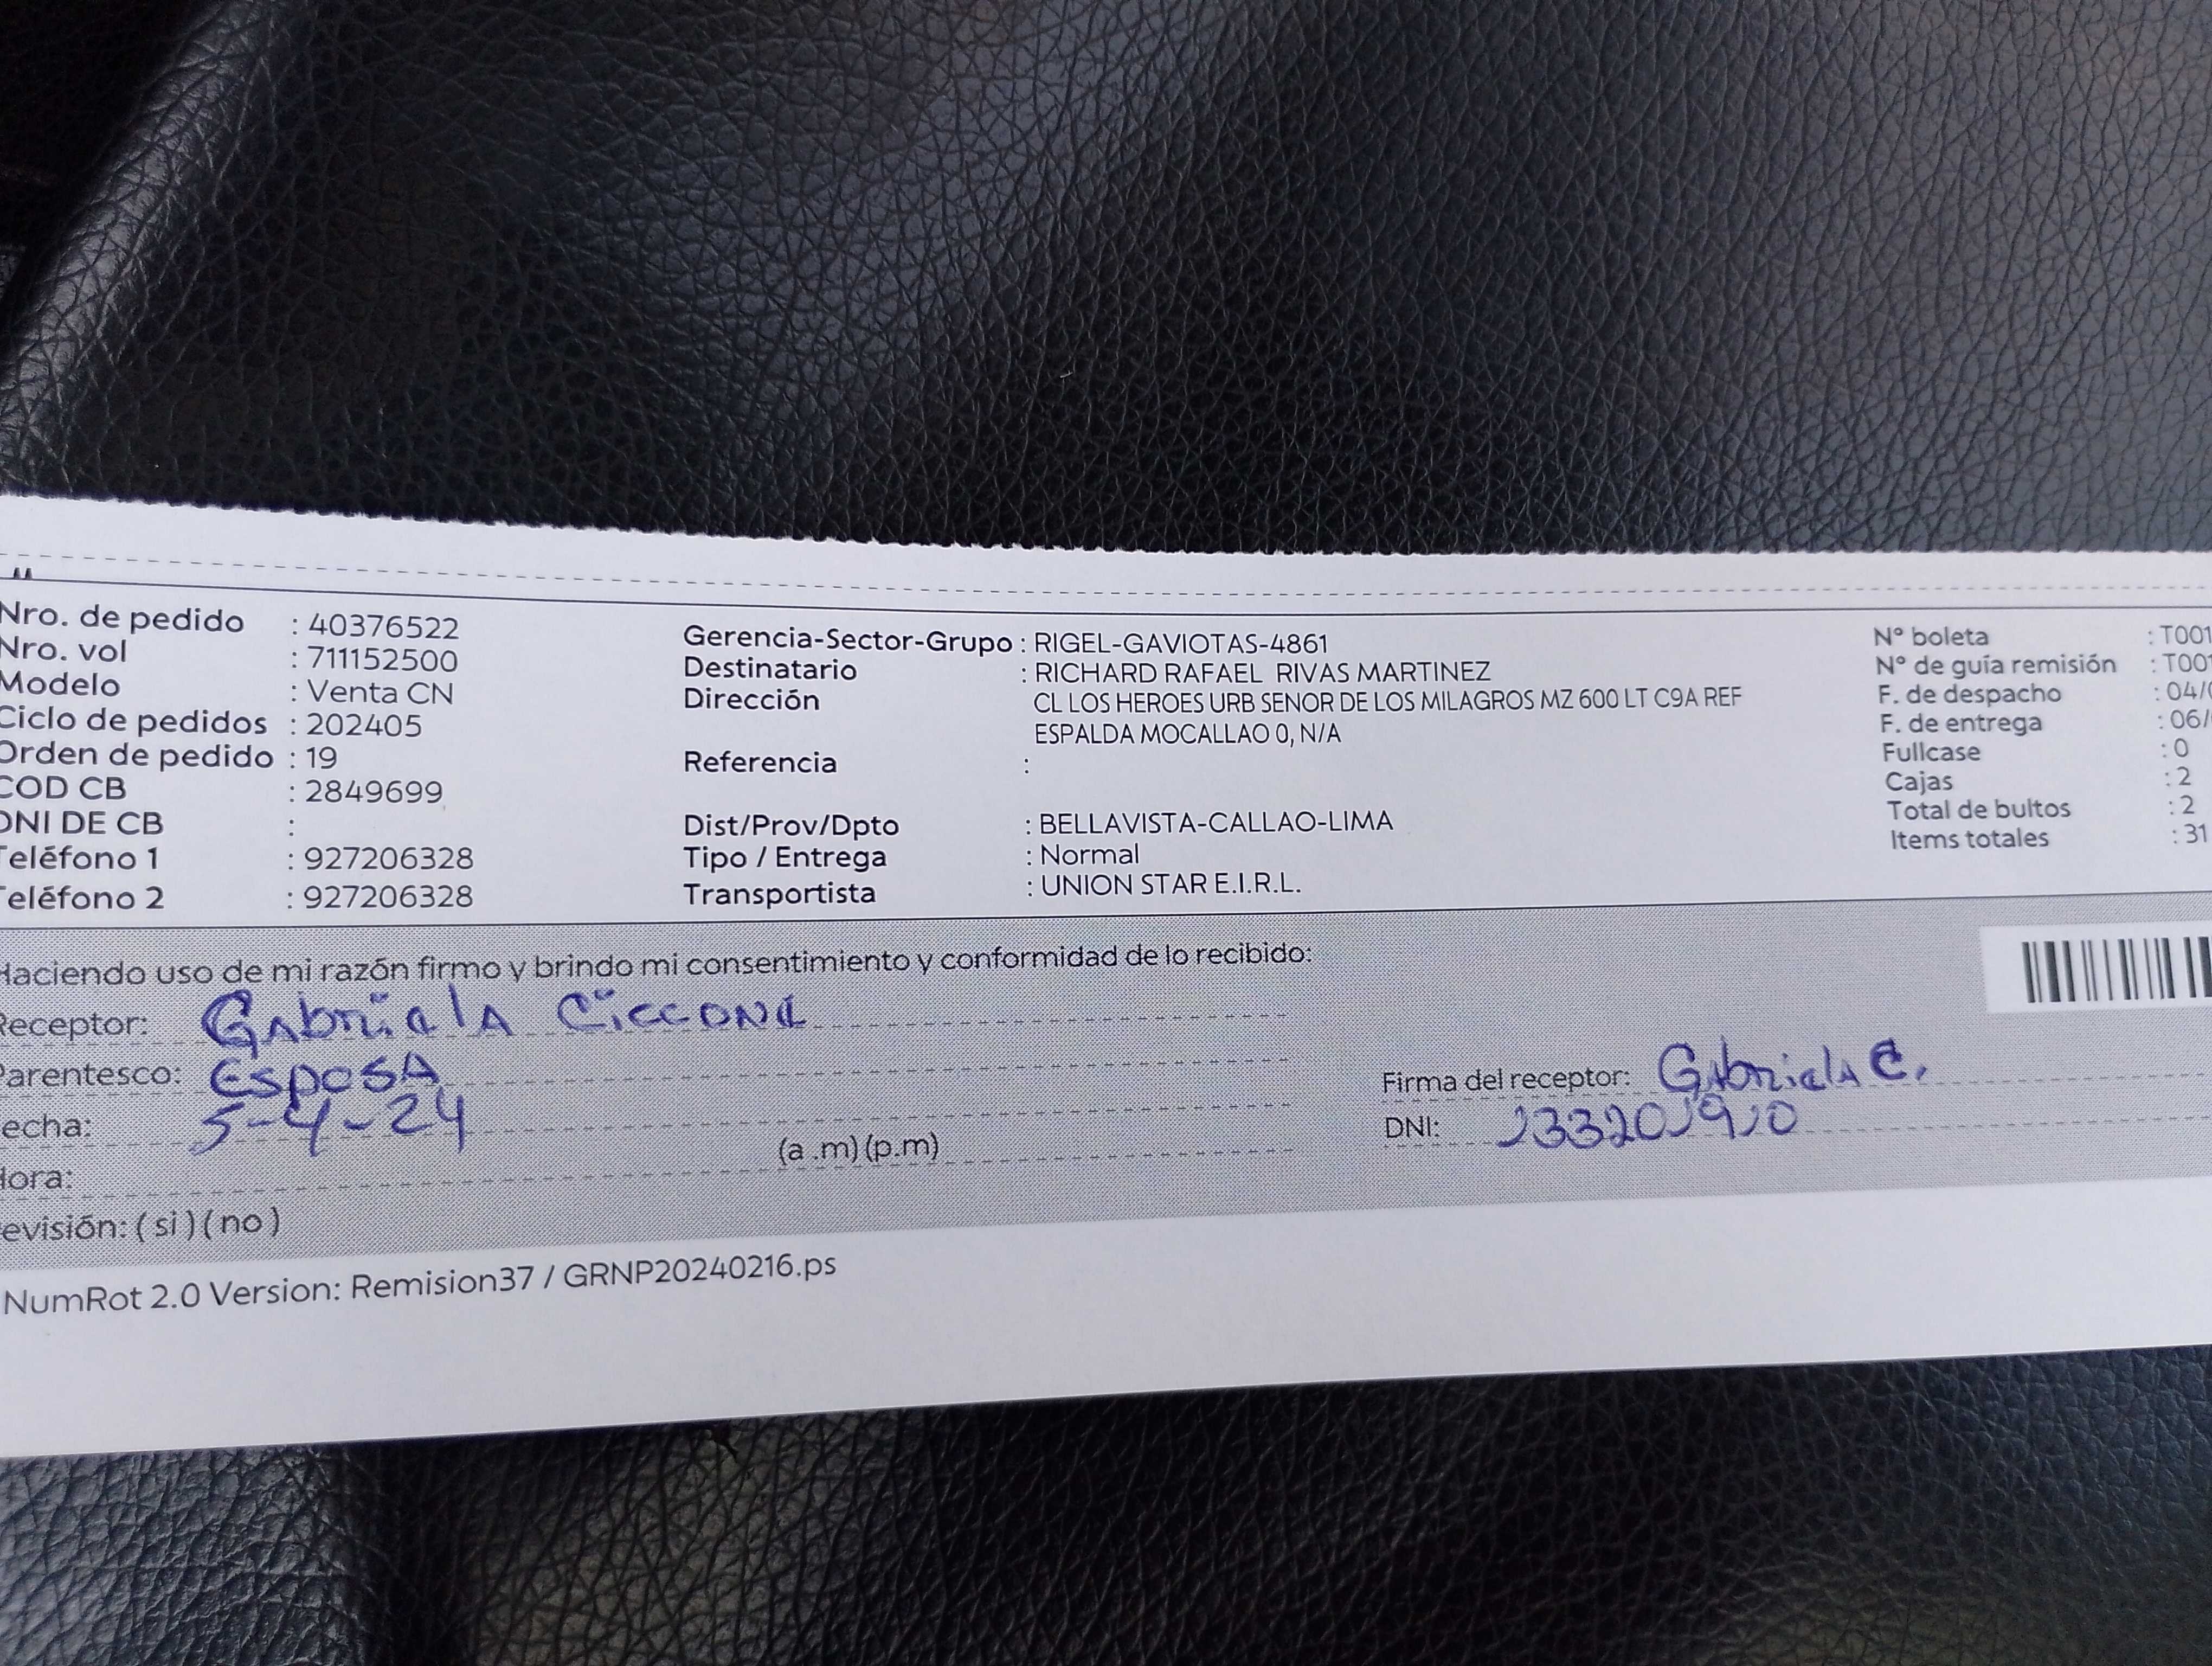 Nro. de pedido : 40376522
Nro. vol : 711152500
Modelo : Venta CN
Ciclo de pedidos : 202405
Orden de pedido : 19
COD CB : 2849699
DNI DE CB :
Teléfono 1 : 927206328
Teléfono 2 : 927206328
Gerencia-Sector-Grupo : RIGEL-GAVIOTAS-4861
Destinatario : RICHARD RAFAEL RIVAS MARTINEZ
Dirección CL LOS HEROES URB SENOR DE LOS MILAGROS MZ 600 LT C9A REF
ESPALDA MOCALLAO 0, N/A
Referencia :
Dist/Prov/Dpto : BELLAVISTA-CALLAO-LIMA
Tipo / Entrega : Normal
Transportista : UNION STAR E.I.R.L.
N° boleta : T001
N° de guía remisión : T001
F. de despacho : 04/
F. de entrega : 06/
Fullcase : 0
Cajas : 2
Total de bultos : 2
Items totales : 31
Haciendo uso de mi razón firmo y brindo mi consentimiento y conformidad de lo recibido:
Receptor: Gabriela Ciccone
Parentesco: Esposa
echa: 5-4-24
Hora: (a .m) (p.m)
evisión: ( si ) ( no )
Firma del receptor: Gabriela C.
DNI:
NumRot 2.0 Version: Remision37 / GRNP20240216.ps